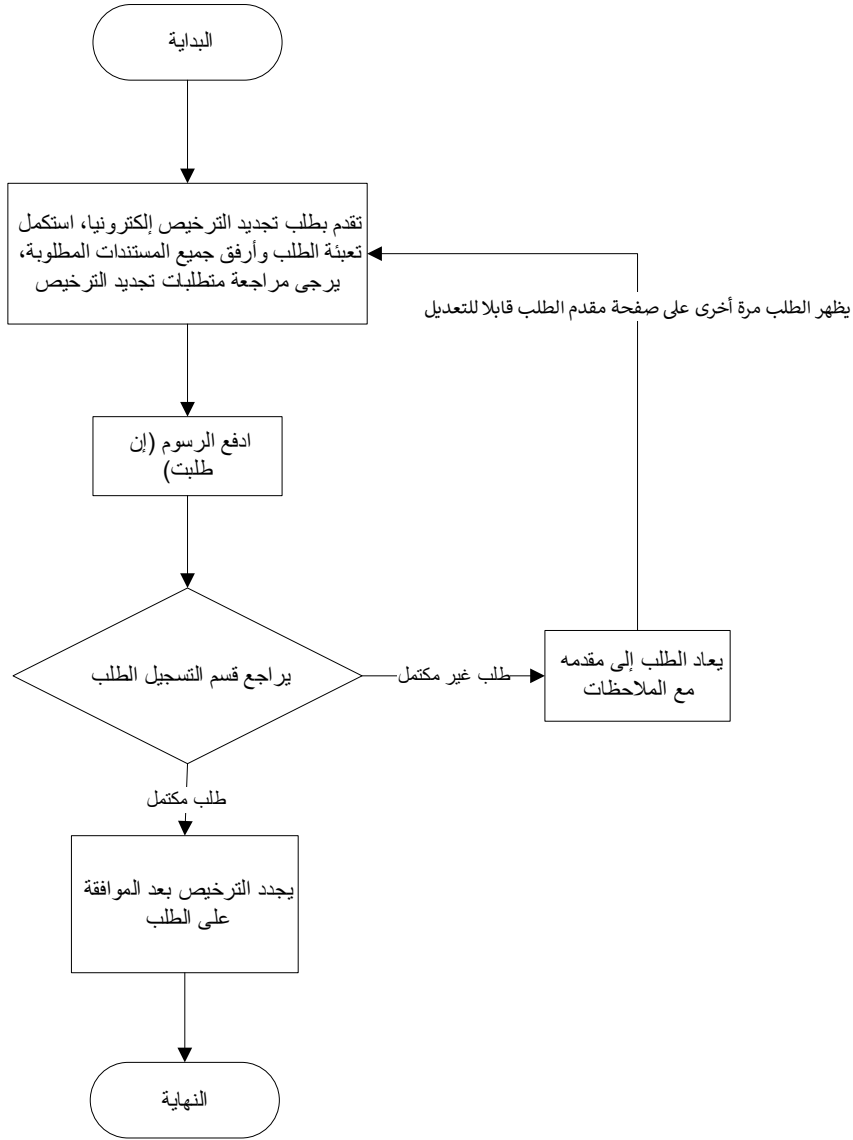 البداية
تقدم بطلب تجديد الترخيص إلكترونيا، استكمل
تعبئة الطلب وأرفق جميع المستندات المطلوبة،
يرجى مراجعة متطلبات تجديد الترخيص
يظهر الطلب مرة أخرى على صفحة مقدم الطلب قابلا للتعديل
ادفع الرسوم (إن
طلبت)
يراجع قسم التسجيل الطلب
طلب غير مكتمل
يعاد الطلب إلى مقدمه
مع الملاحظات
طلب مكتمل
يجدد الترخيص بعد الموافقة
على الطلب
النهاية